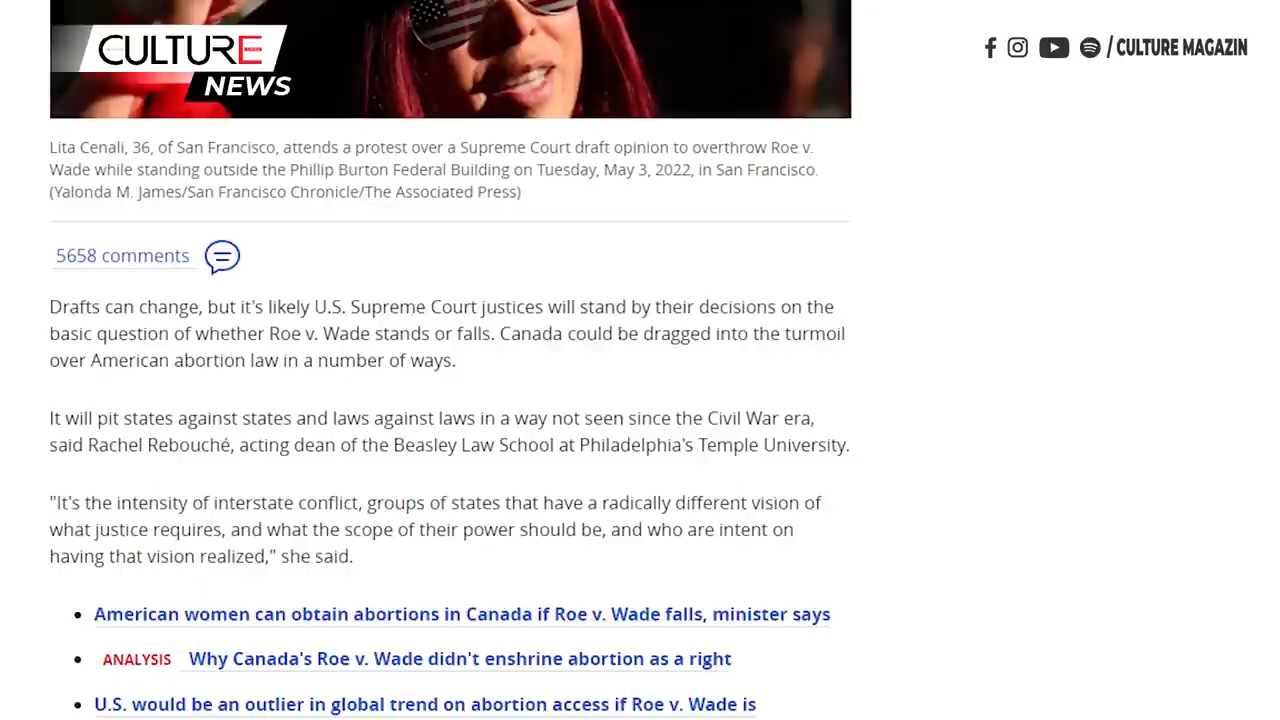 CULTURE
NEWS
/ CULTURE MAGAZIN
Lita Cenali, 36, of San Francisco, attends a protest over a Supreme Court draft opinion to overthrow Roe v.
Wade while standing outside the Phillip Burton Federal Building on Tuesday, May 3, 2022, in San Francisco.
(Yalonda M. James/San Francisco Chronicle/The Associated Press)
5658 comments
Drafts can change, but it's likely U.S. Supreme Court justices will stand by their decisions on the
basic question of whether Roe v. Wade stands or falls. Canada could be dragged into the turmoil
over American abortion law in a number of ways.
It will pit states against states and laws against laws in a way not seen since the Civil War era,
said Rachel Rebouché, acting dean of the Beasley Law School at Philadelphia's Temple University.
"It's the intensity of interstate conflict, groups of states that have a radically different vision of
what justice requires, and what the scope of their power should be, and who are intent on
having that vision realized," she said.
American women can obtain abortions in Canada if Roe v. Wade falls, minister says
ANALYSIS Why Canada's Roe v. Wade didn't enshrine abortion as a right
U.S. would be an outlier in global trend on abortion access if Roe v. Wade is